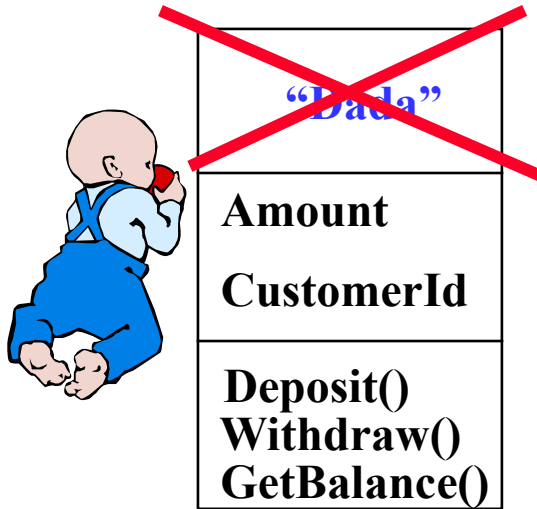 “Dada”
Amount
CustomerId
Deposit()
Withdraw()
GetBalance()